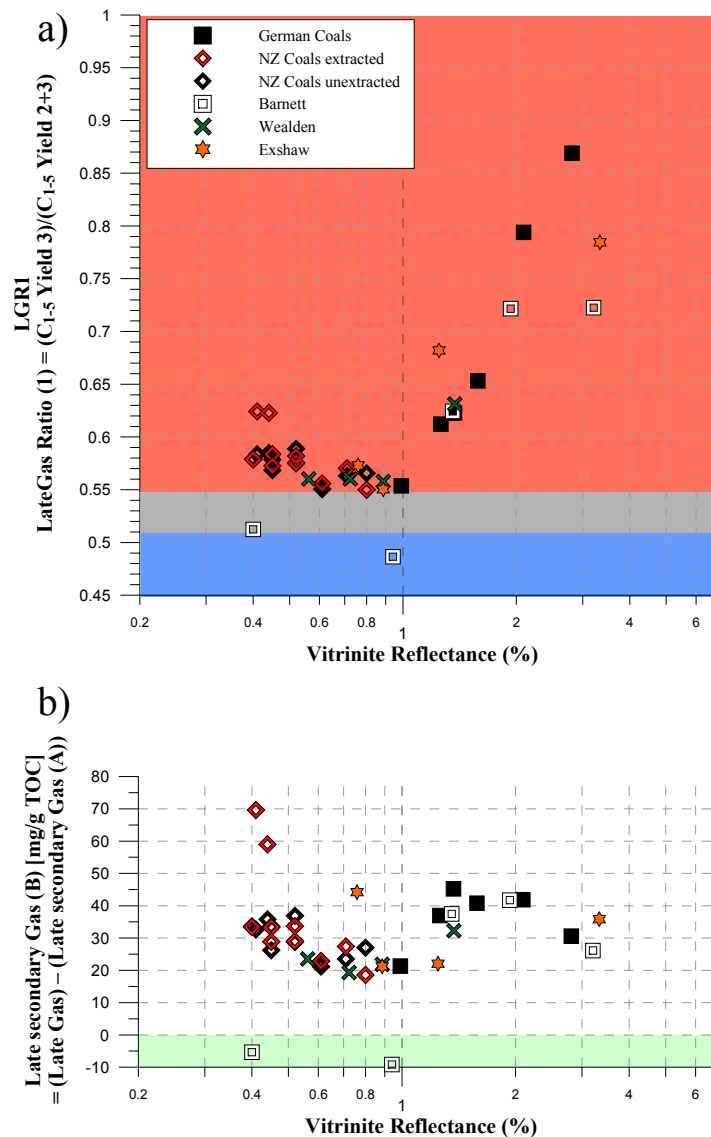 a)
German Coals
NZ Coals extracted
NZ Coals unextracted
Barnett
Wealden
Exshaw
LGR1
LateGas Ratio (1) = (C1-5 Yield 3)/(C1-5 Yield 2+3)
1
0.95
0.9
0.85
0.8
0.75
0.7
0.65
0.6
0.55
0.5
0.45
0.2 0.4 0.6 0.8 1 2 4 6
Vitrinite Reflectance (%)
b)
Late secondary Gas (B) [mg/g TOC]
= (Late Gas) − (Late secondary Gas (A))
80
70
60
50
40
30
20
10
0
-10
0.2 0.4 0.6 0.8 1 2 4 6
Vitrinite Reflectance (%)